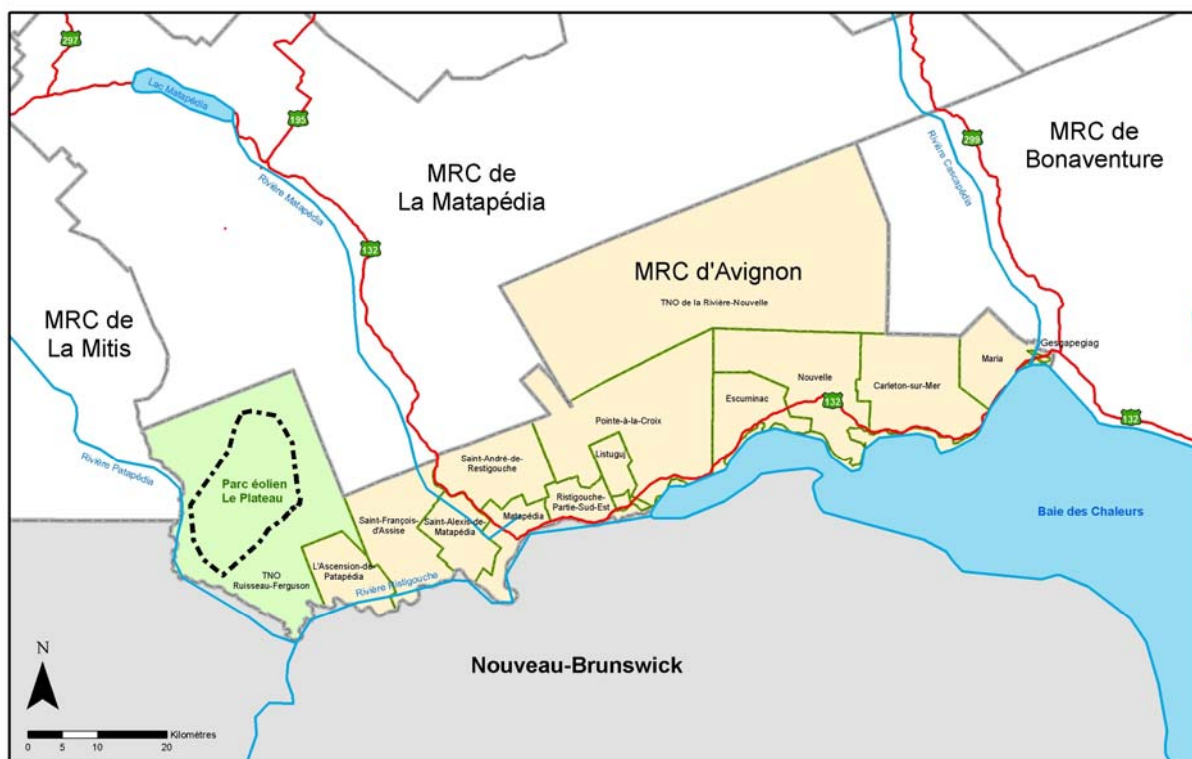 297
Lac Matapédia
195
MRC de
La Matapédia
Rivière Matapédia
132
299
Rivière Cascapédia
MRC de
Bonaventure
MRC d'Avignon
TNO de la Rivière-Nouvelle
MRC de
La Mitis
Gesgapegiag
Maria
Nouvelle
Carleton-sur-Mer
Escuminac
132
132
Pointe-à-la-Croix
Listuguj
Saint-André-de-
Restigouche
Rivière Patapédia
Parc éolien
Le Plateau
Ristigouche-
Partie-Sud-Est
Matapédia
Saint-François-
d'Assise
Saint-Alexis-de-
Matapédia
Baie des Chaleurs
L'Ascension-de-
Patapédia
TNO
Ruisseau-Ferguson
Rivière Ristigouche
Nouveau-Brunswick
N
Kilomètres
0 5 10 20